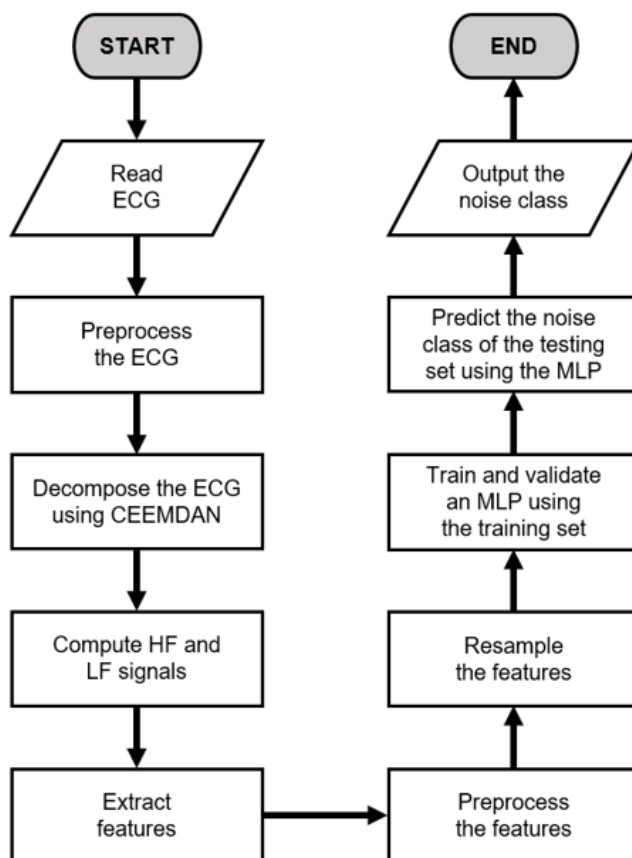 START
Read
ECG
Preprocess
the ECG
Decompose the ECG
using CEEMDAN
Compute HF and
LF signals
Extract
features
Preprocess
the features
Resample
the features
Train and validate
an MLP using
the training set
Predict the noise
class of the testing
set using the MLP
Output the
noise class
END